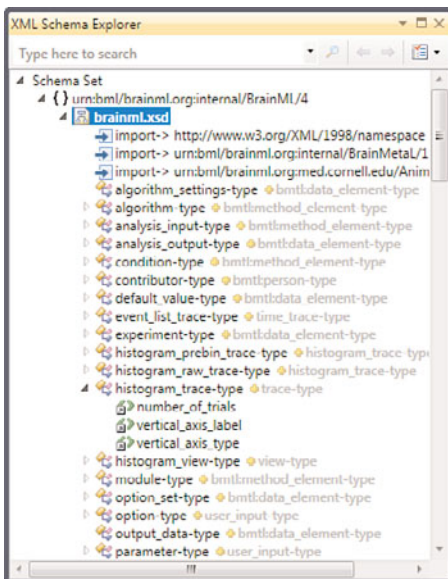 XML Schema Explorer
Type here to search
Schema Set
{ } urn:bml/brainml.org:internal/BrainML/4
brainml.xsd
import-> http://www.w3.org/XML/1998/namespace
import-> urn:bml/brainml.org:internal/BrainMetaL/1
import-> urn:bml/brainml.org:med.cornell.edu/Anim
algorithm_settings-type bmtl:data_element-type
algorithm-type bmtl:method_element-type
analysis_input-type bmtl:method_element-type
analysis_output-type bmtl:data_element-type
condition-type bmtl:method_element-type
contributor-type bmtl:person-type
default_value-type bmtl:data_element-type
event_list_trace-type time_trace-type
experiment-type bmtl:data_element-type
histogram_prebin_trace-type histogram_trace-type
histogram_raw_trace-type histogram_trace-type
histogram_trace-type trace-type
number_of_trials
vertical_axis_label
vertical_axis_type
histogram_view-type view-type
module-type bmtl:method_element-type
option_set-type bmtl:data_element-type
option-type user_input-type
output_data-type bmtl:data_element-type
parameter-type user_input-type